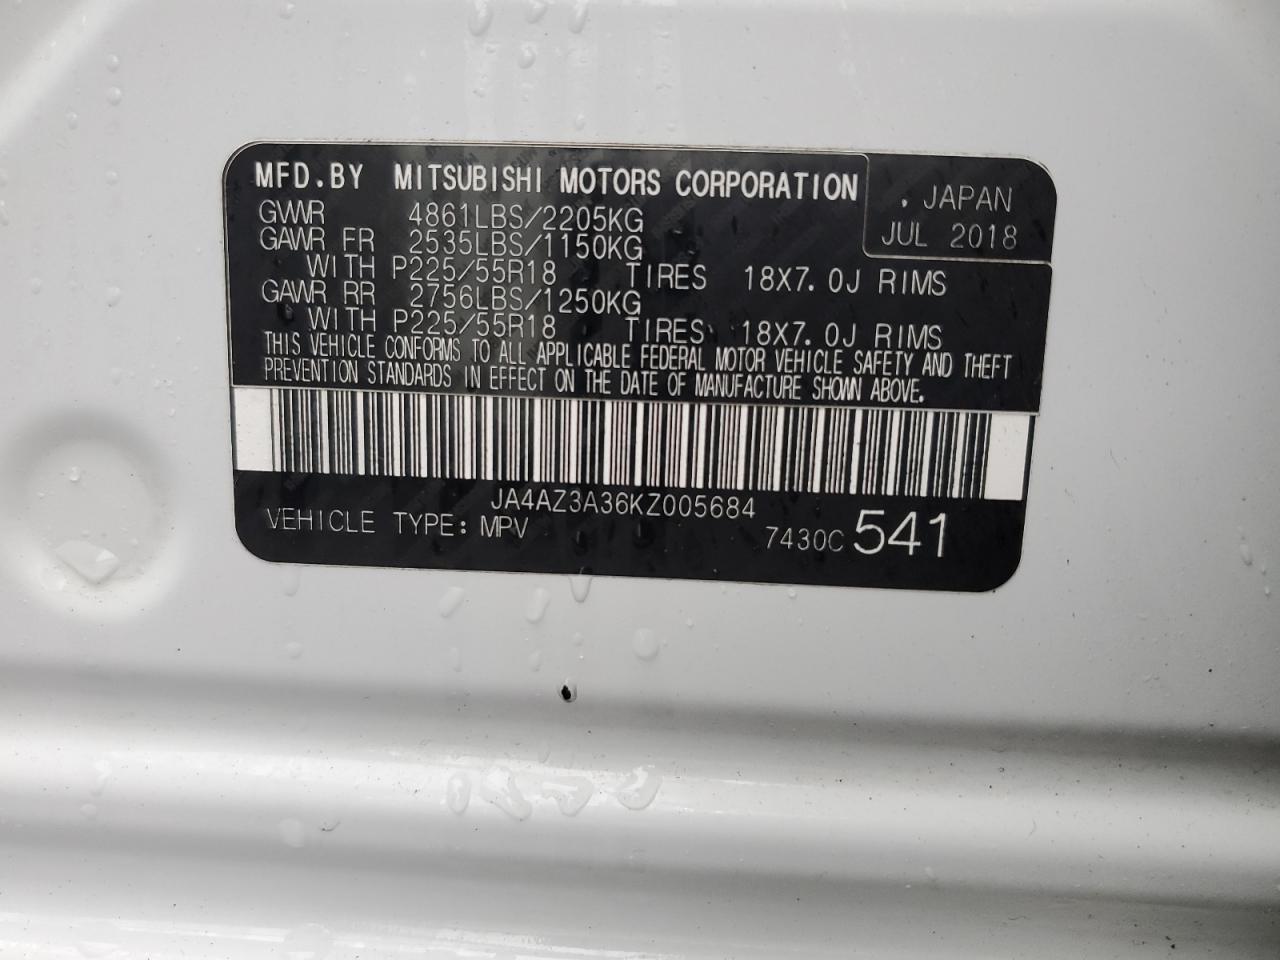 MFD.BY MITSUBISHI MOTORS CORPORATION
. JAPAN
JUL 2018
GVWR 4861LBS/2205KG
GAWR FR 2535LBS/1150KG
WITH P225/55R18 TIRES 18X7.0J RIMS
GAWR RR 2756LBS/1250KG
WITH P225/55R18 TIRES 18X7.0J RIMS
THIS VEHICLE CONFORMS TO ALL APPLICABLE FEDERAL MOTOR VEHICLE SAFETY AND THEFT
PREVENTION STANDARDS IN EFFECT ON THE DATE OF MANUFACTURE SHOWN ABOVE.
JA4AZ3A36KZ005684
VEHICLE TYPE: MPV 7430C 541